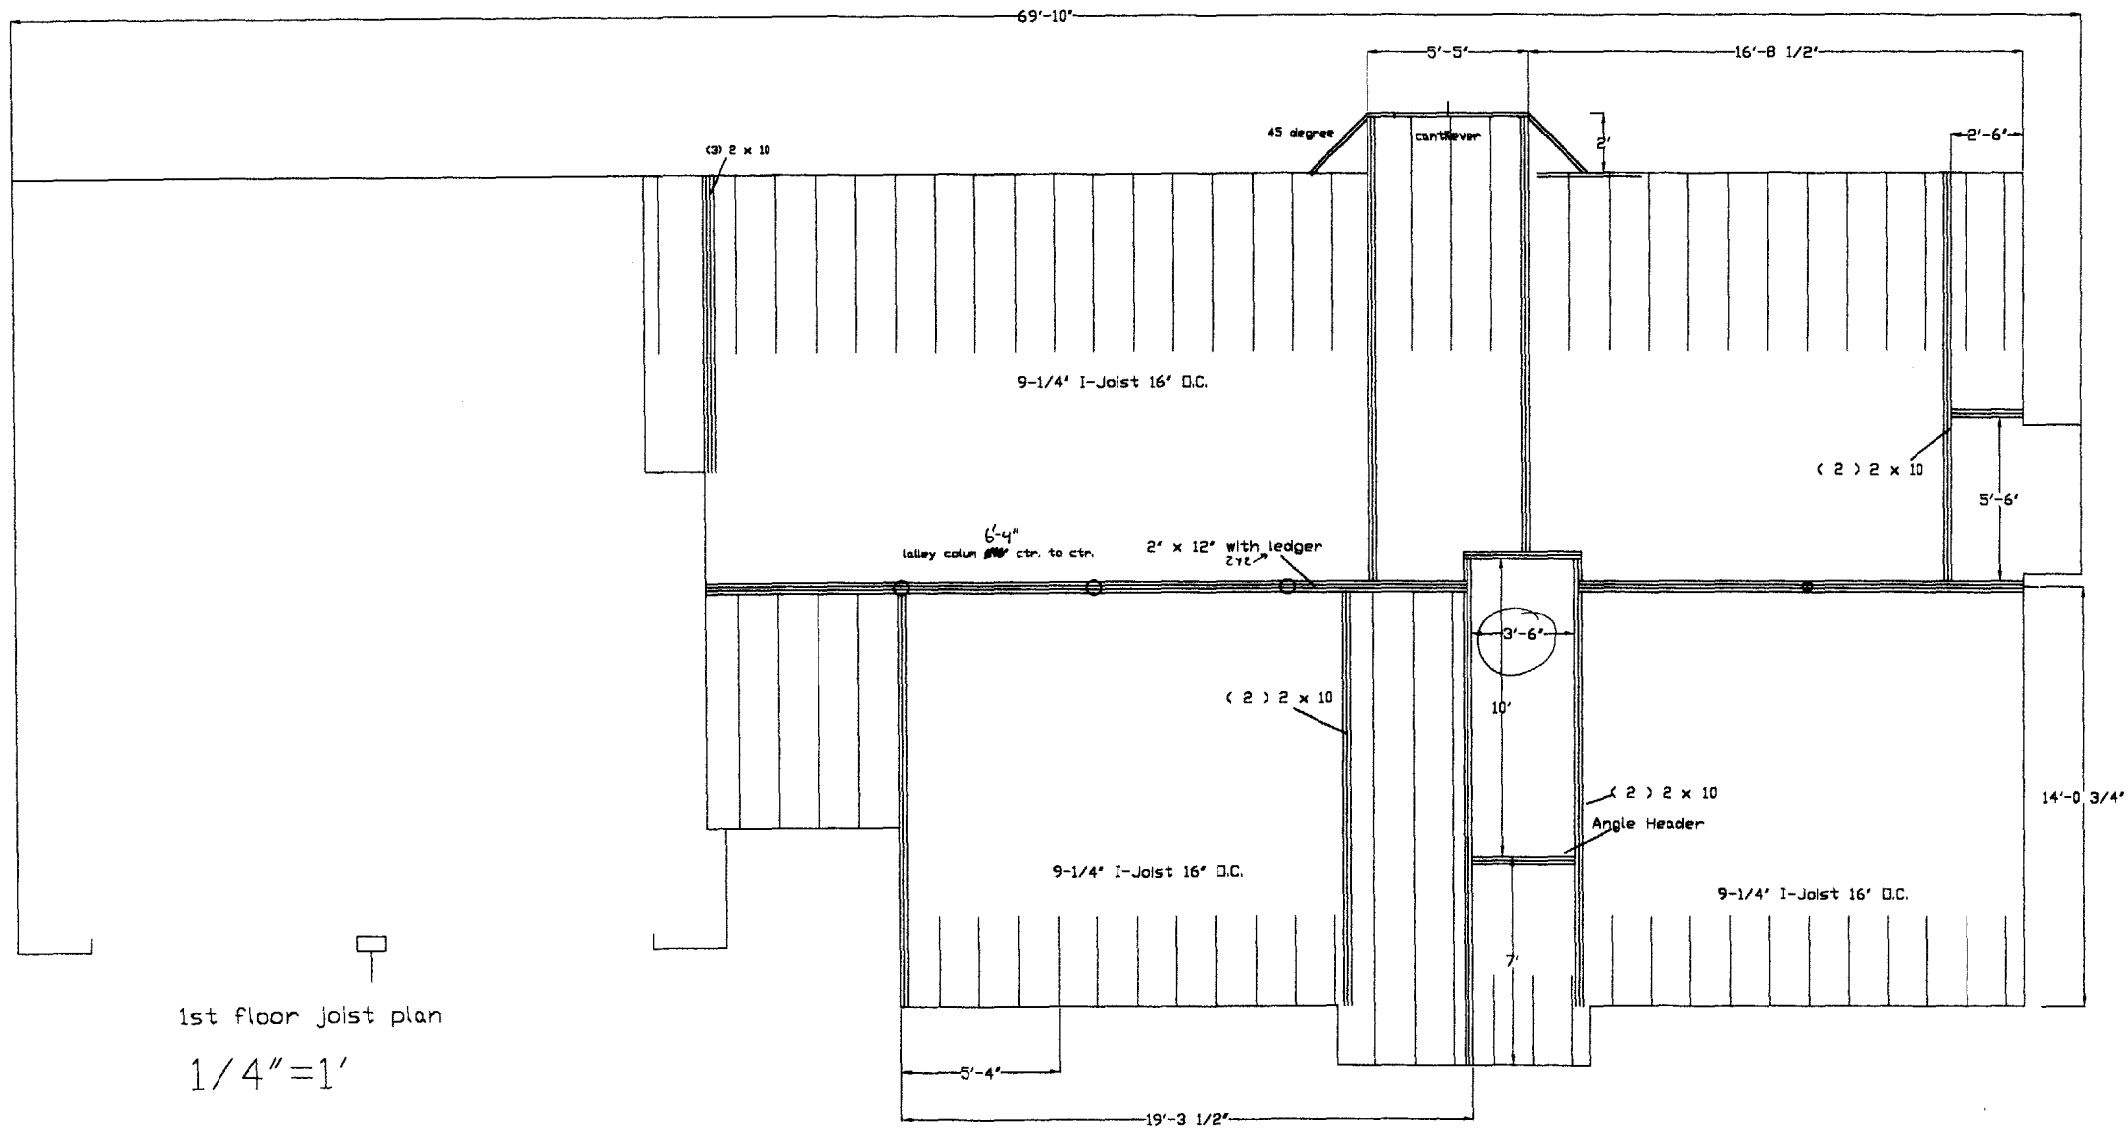 69'-10"
5'-5"
16'-8 1/2"
45 degree
cantilever
2'
2'-6"
(3) 2 x 10
9-1/4" I-Joist 16" O.C.
( 2 ) 2 x 10
5'-6"
6'-4"
lalley colum ctr. to ctr.
2" x 12" with ledger
2x2
3'-6"
( 2 ) 2 x 10
10'
( 2 ) 2 x 10
14'-0 3/4"
Angle Header
9-1/4" I-Joist 16" O.C.
9-1/4" I-Joist 16" O.C.
7'
1st floor joist plan
1/4"=1'
5'-4"
19'-3 1/2"